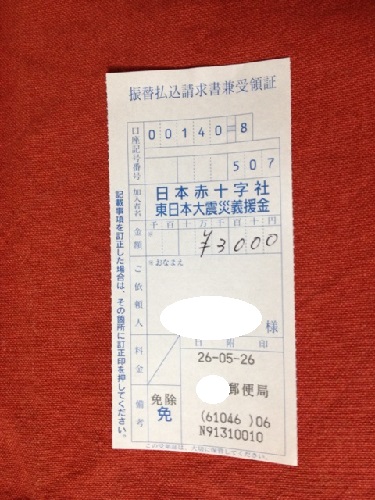 振替払込請求書兼受領証
口座記号番号
00140=8
507
加入者名
日本赤十字社
東日本大震災義援金
金額
千百十万千百十円
¥3000
ご依頼人
おなまえ
様
料金
日附印
26-05-26
郵便局
備考
免除
免
(61046 )06
N91310010
記載事項を訂正した場合は、その箇所に訂正印を押してください。